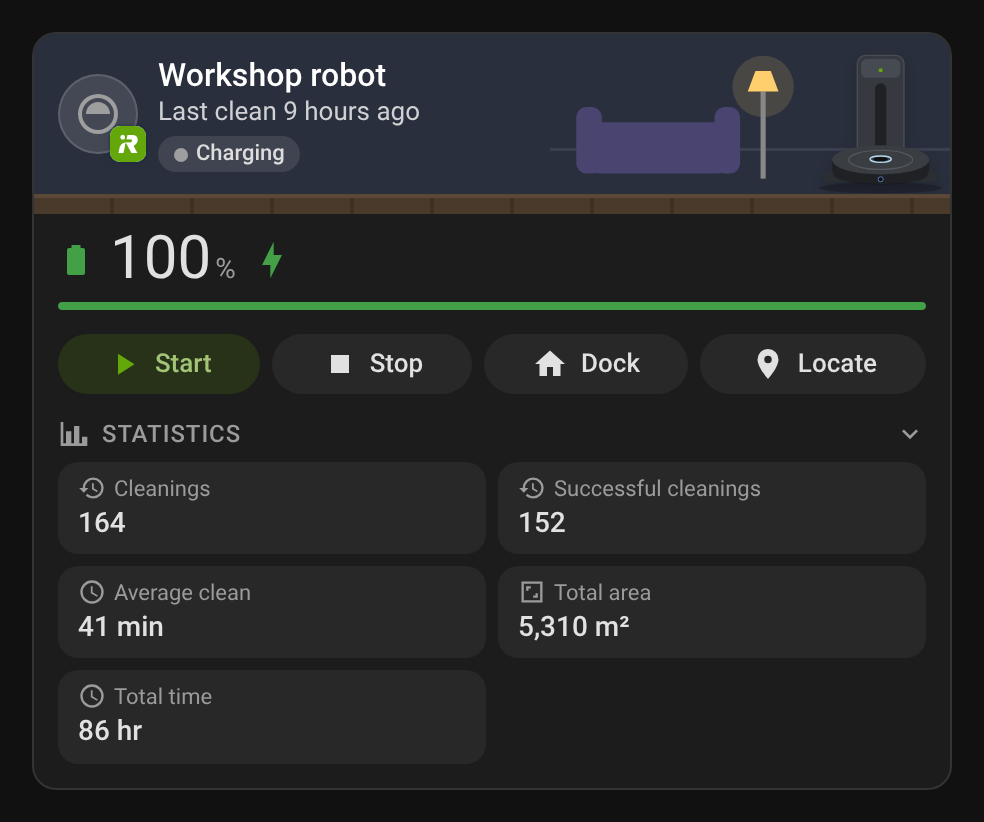 Workshop robot
Last clean 9 hours ago
Charging
100%
Start
Stop
Dock
Locate
STATISTICS
Cleanings
164
Successful cleanings
152
Average clean
41 min
Total area
5,310 m²
Total time
86 hr